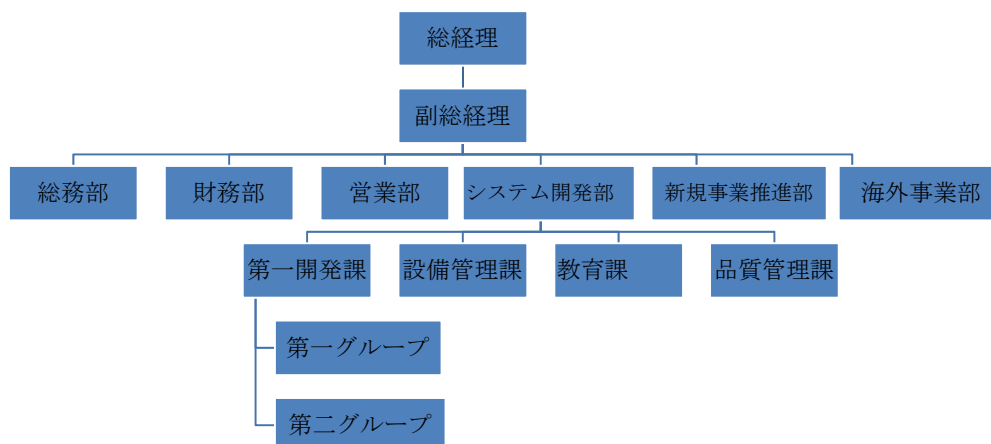 総経理
副総経理
総務部
財務部
営業部
システム開発部
新規事業推進部
海外事業部
第一開発課
設備管理課
教育課
品質管理課
第一グループ
第二グループ